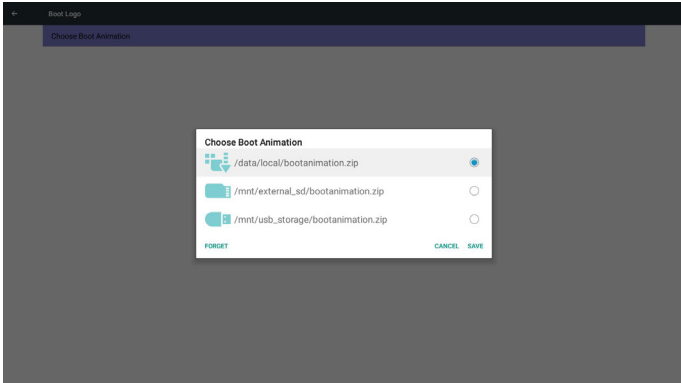 Boot Logo
Choose Boot Animation
Choose Boot Animation
/data/local/bootanimation.zip
/mnt/external_sd/bootanimation.zip
/mnt/usb_storage/bootanimation.zip
FORGET CANCEL SAVE